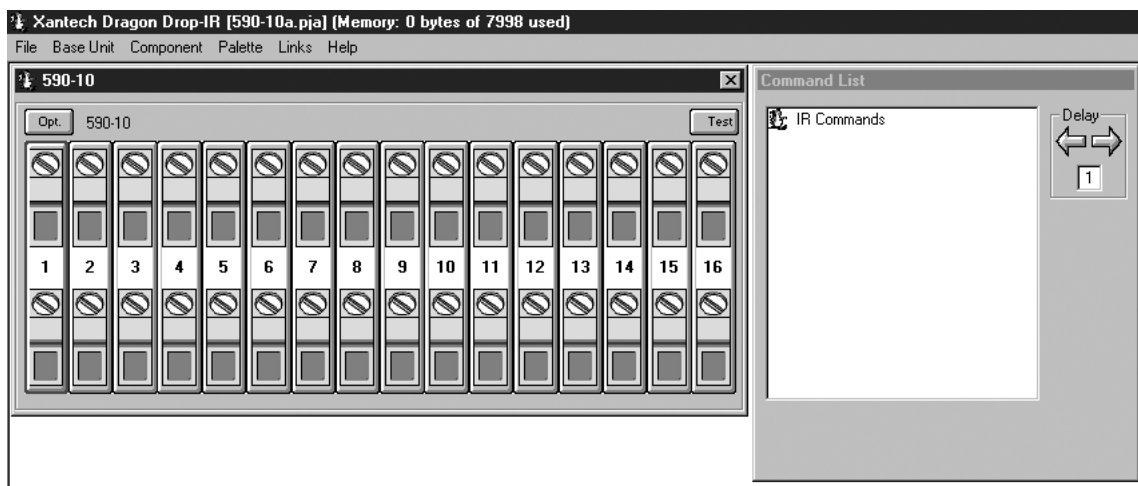 Xantech Dragon Drop-IR [590-10a.pja] (Memory: 0 bytes of 7998 used)
File Base Unit Component Palette Links Help
590-10
Opt. 590-10 Test
1 2 3 4 5 6 7 8 9 10 11 12 13 14 15 16
Command List
IR Commands
Delay
1